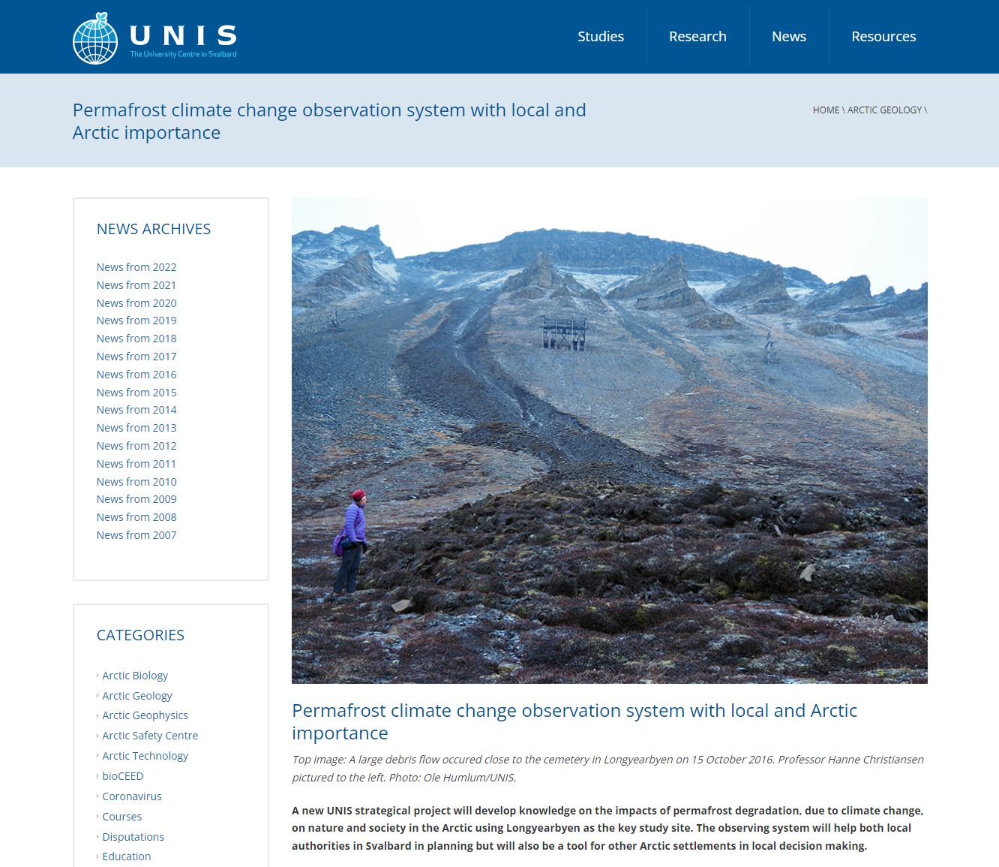 UNIS
The University Centre in Svalbard
Studies
Research
News
Resources
Permafrost climate change observation system with local and
Arctic importance
HOME \ ARCTIC GEOLOGY \
NEWS ARCHIVES
News from 2022
News from 2021
News from 2020
News from 2019
News from 2018
News from 2017
News from 2016
News from 2015
News from 2014
News from 2013
News from 2012
News from 2011
News from 2010
News from 2009
News from 2008
News from 2007
CATEGORIES
Arctic Biology
Arctic Geology
Arctic Geophysics
Arctic Safety Centre
Arctic Technology
bioCEED
Coronavirus
Courses
Disputations
Education
Permafrost climate change observation system with local and Arctic
importance
Top image: A large debris flow occured close to the cemetery in Longyearbyen on 15 October 2016. Professor Hanne Christiansen
pictured to the left. Photo: Ole Humlum/UNIS.
A new UNIS strategical project will develop knowledge on the impacts of permafrost degradation, due to climate change,
on nature and society in the Arctic using Longyearbyen as the key study site. The observing system will help both local
authorities in Svalbard in planning but will also be a tool for other Arctic settlements in local decision making.